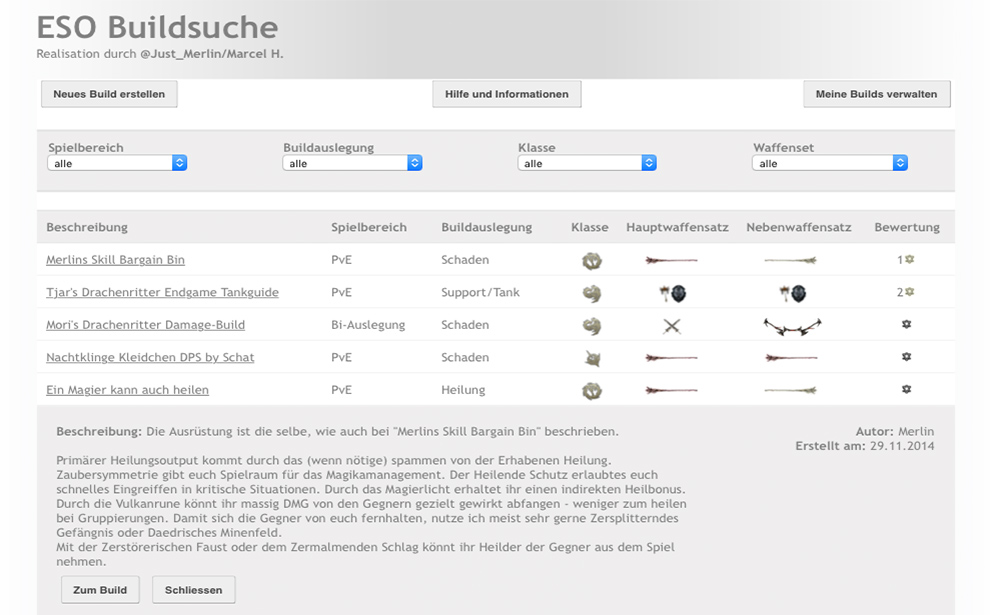 ESO Buildsuche
Realisation durch @Just_Merlin/Marcel H.
Neues Build erstellen Hilfe und Informationen Meine Builds verwalten
Spielbereich Buildauslegung Klasse Waffenset
alle alle alle alle
Beschreibung Spielbereich Buildauslegung Klasse Hauptwaffensatz Nebenwaffensatz Bewertung
Merlins Skill Bargain Bin PvE Schaden 1
Tjar's Drachenritter Endgame Tankguide PvE Support/Tank 2
Mori's Drachenritter Damage-Build Bi-Auslegung Schaden
Nachtklinge Kleidchen DPS by Schat PvE Schaden
Ein Magier kann auch heilen PvE Heilung
Beschreibung: Die Ausrüstung ist die selbe, wie auch bei "Merlins Skill Bargain Bin" beschrieben. Autor: Merlin
Erstellt am: 29.11.2014
Primärer Heilungsoutput kommt durch das (wenn nötige) spammen von der Erhabenen Heilung.
Zaubersymmetrie gibt euch Spielraum für das Magikamanagement. Der Heilende Schutz erlaubtes euch
schnelles Eingreiffen in kritische Situationen. Durch das Magierlicht erhaltet ihr einen indirekten Heilbonus.
Durch die Vulkanrune könnt ihr massig DMG von den Gegnern gezielt gewirkt abfangen - weniger zum heilen
bei Gruppierungen. Damit sich die Gegner von euch fernhalten, nutze ich meist sehr gerne Zersplitterndes
Gefängnis oder Daedrisches Minenfeld.
Mit der Zerstörerischen Faust oder dem Zermalmenden Schlag könnt ihr Heilder der Gegner aus dem Spiel
nehmen.
Zum Build Schliessen